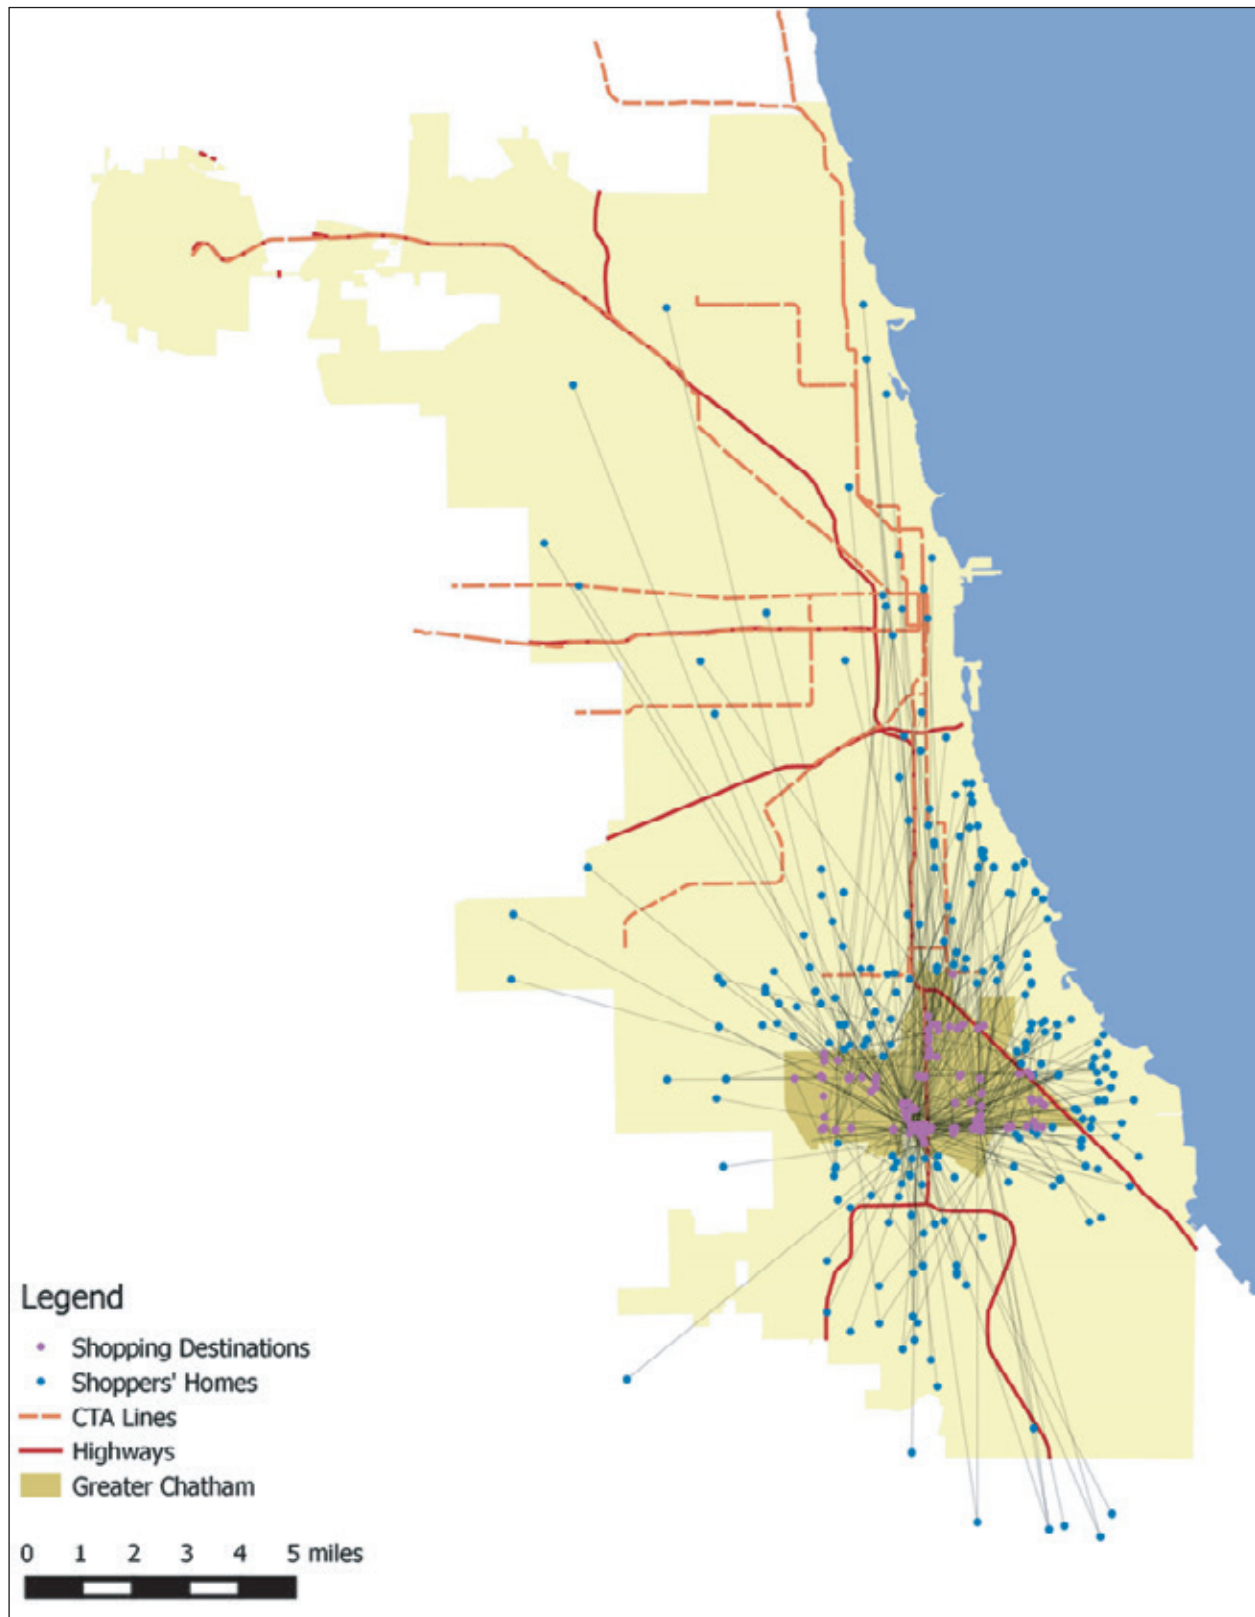 Legend
Shopping Destinations
Shoppers' Homes
CTA Lines
Highways
Greater Chatham
0 1 2 3 4 5 miles